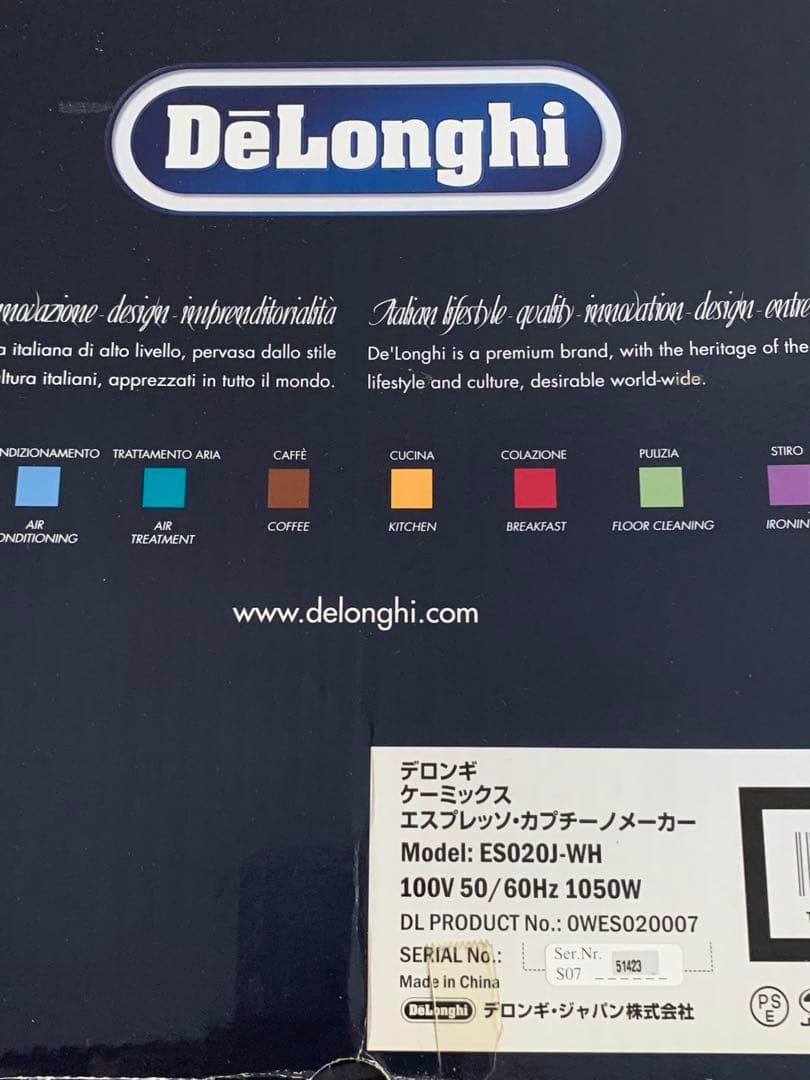 DēLonghi
innovazione - design - imprenditorialità
italiana di alto livello, pervasa dallo stile
italiani, apprezzati in tutto il mondo.
Italian lifestyle - quality - innovation - design -
De'Longhi is a premium brand, with the heritage of the
lifestyle and culture, desirable world-wide.
TRATTAMENTO ARIA
AIR TREATMENT
CAFFÈ
COFFEE
CUCINA
KITCHEN
COLAZIONE
BREAKFAST
PULIZIA
FLOOR CLEANING
STIRO
AIR
www.delonghi.com
デロンギ
ケーミックス
エスプレッソ・カプチーノメーカー
Model: ES020J-WH
100V 50/60Hz 1050W
DL PRODUCT No.: 0WES020007
SERIAL No.:
Ser.Nr.
S07 51423
Made in China
DeLonghi デロンギ・ジャパン株式会社
PS
E